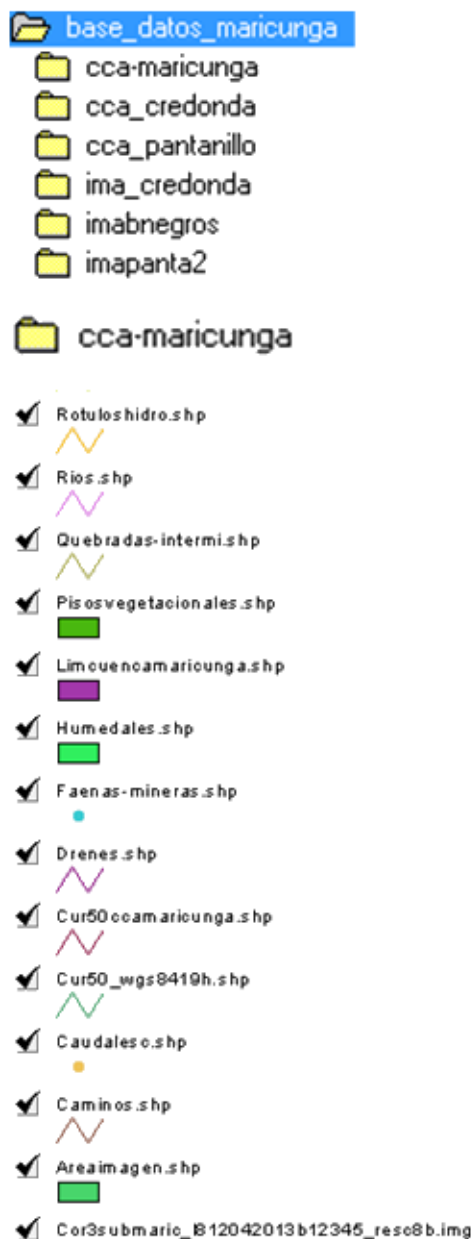 base_datos_maricunga
cca-maricunga
cca_credonda
cca_pantanillo
ima_credonda
imabnegros
imapanta2
cca-maricunga
Rotuloshidro.shp
Rios.shp
Quebradas-intermi.shp
Pisosvegetacionales.shp
Limcuencamaricunga.shp
Humedales.shp
Faenas-mineras.shp
Drenes.shp
Cur50ccamaricunga.shp
Cur50_wgs8419h.shp
Caudalesc.shp
Caminos.shp
Areaimagen.shp
Cor3submaric_l812042013b12345_resc8b.img